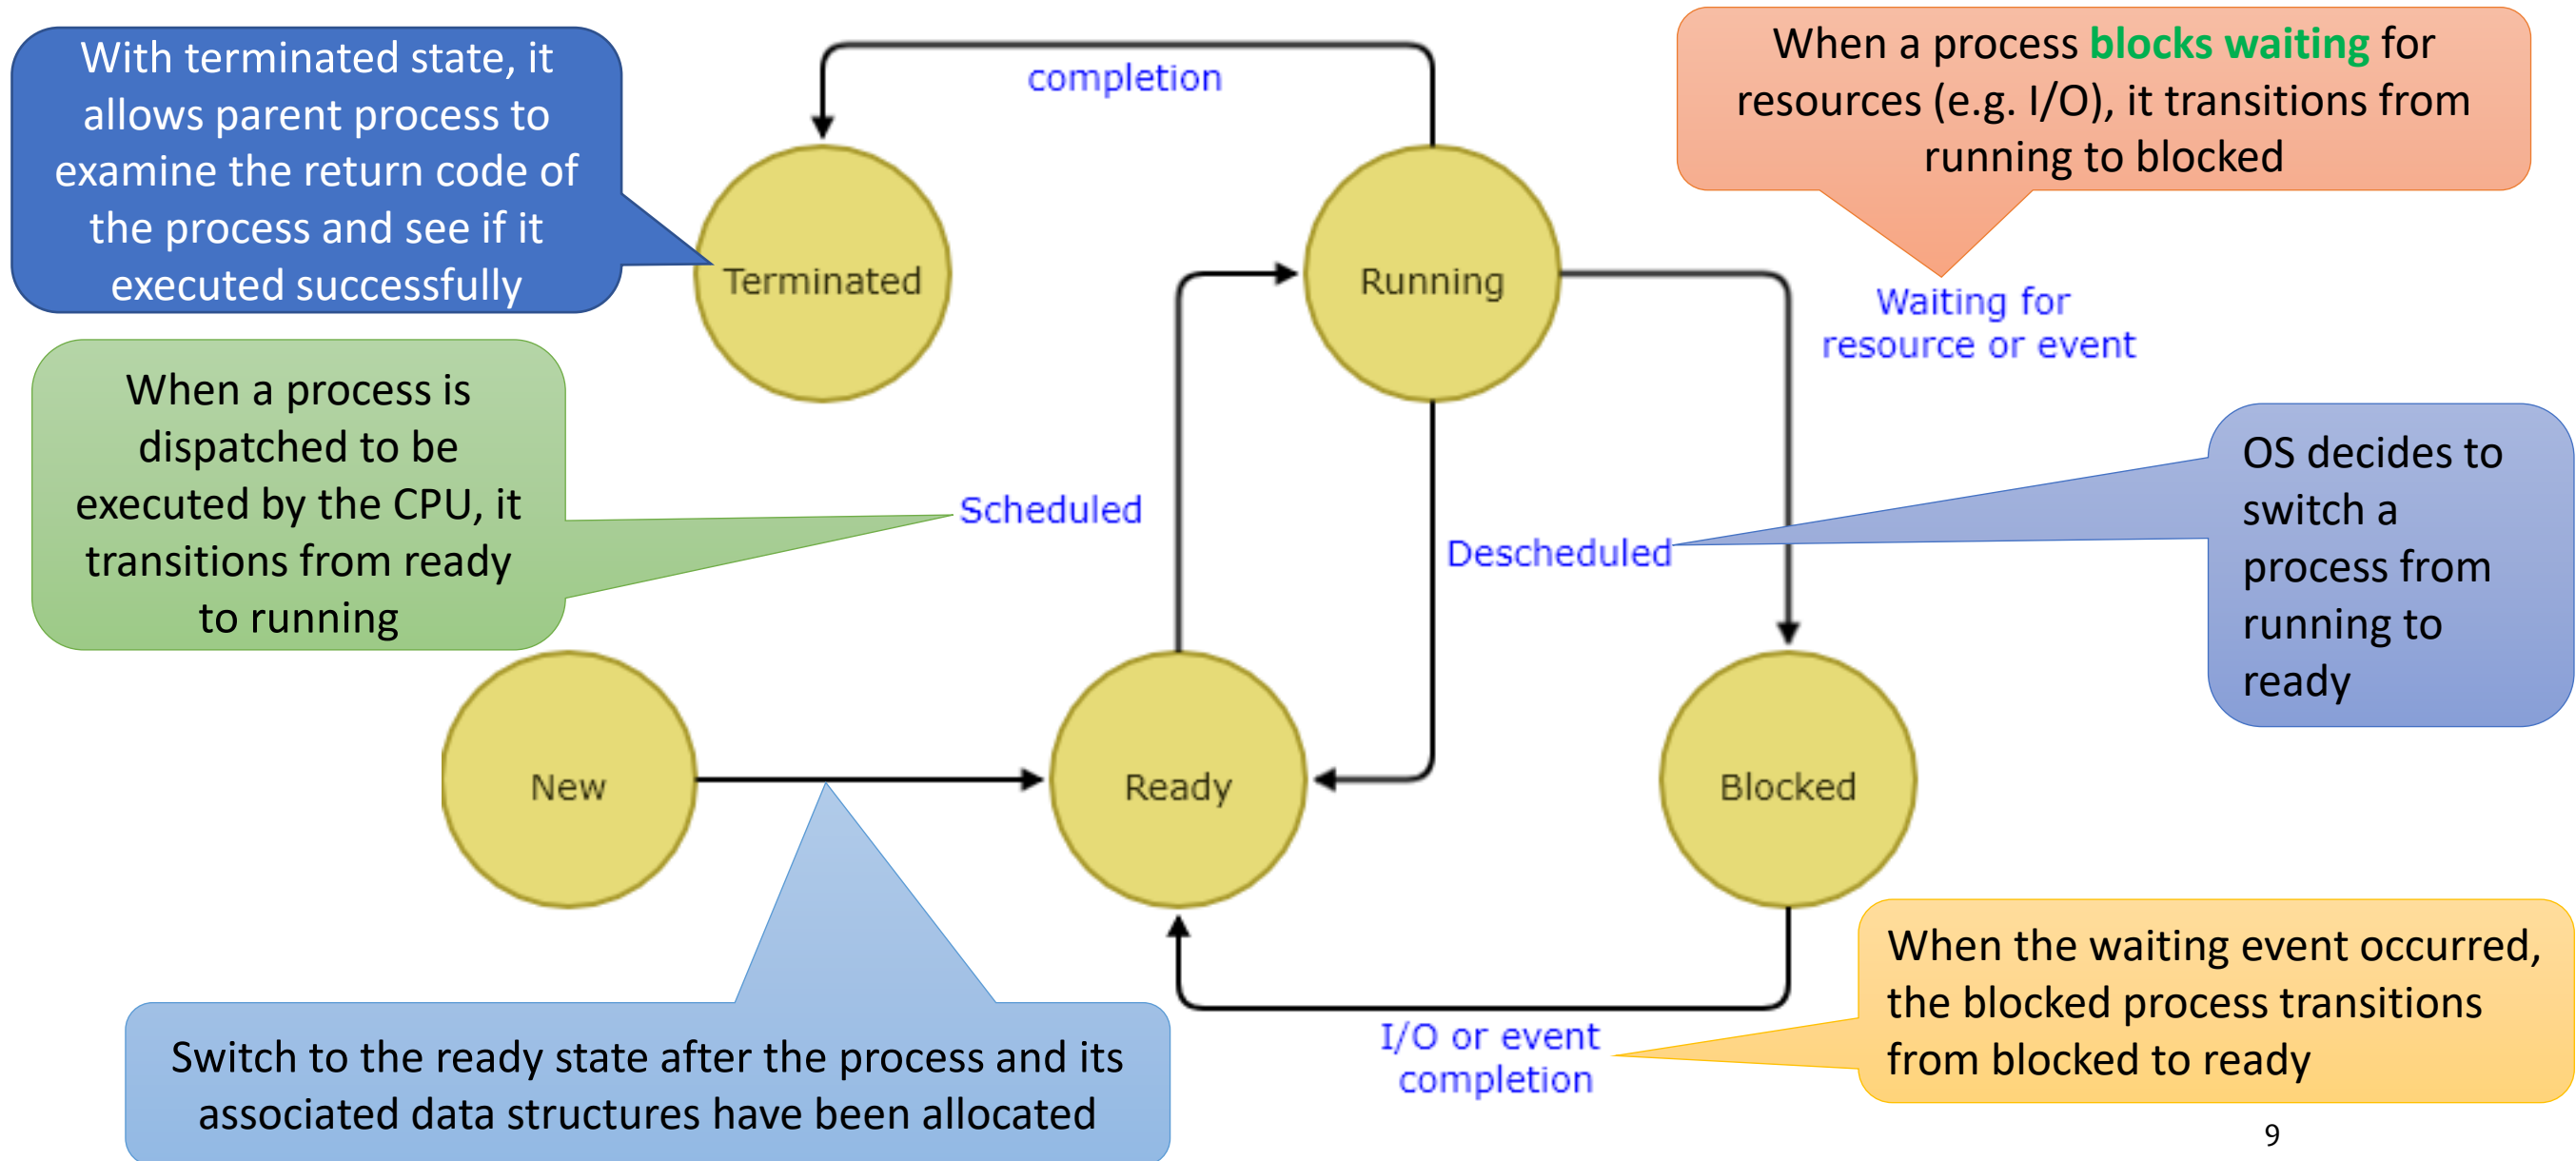 With terminated state, it
allows parent process to
examine the return code of
the process and see if it
executed successfully
completion
When a process blocks waiting for
resources (e.g. I/O), it transitions from
running to blocked
Terminated
Running
Waiting for
resource or event
When a process is
dispatched to be
executed by the CPU, it
transitions from ready
to running
Scheduled
Descheduled
OS decides to
switch a
process from
running to
ready
New
Ready
Blocked
Switch to the ready state after the process and its
associated data structures have been allocated
I/O or event
completion
When the waiting event occurred,
the blocked process transitions
from blocked to ready
9